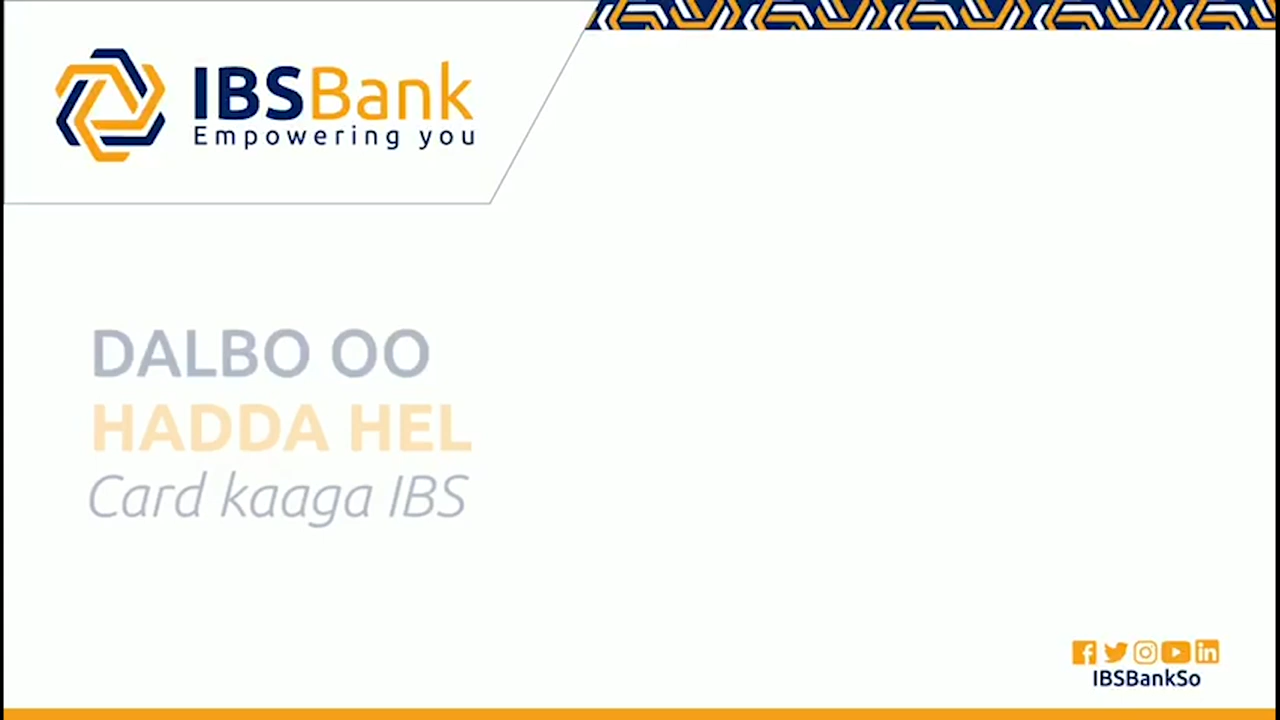 IBSBank
Empowering you
DALBO OO
HADDA HEL
Card kaaga IBS
IBSBankSo